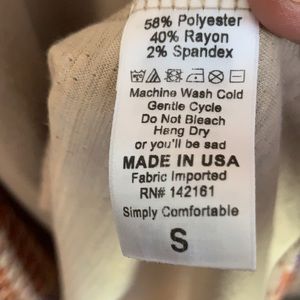 58% Polyester
40% Rayon
2% Spandex
Machine Wash Cold
Gentle Cycle
Do Not Bleach
Hang Dry
or you'll be sad
MADE IN USA
Fabric Imported
RN# 142161
Simply Comfortable
S